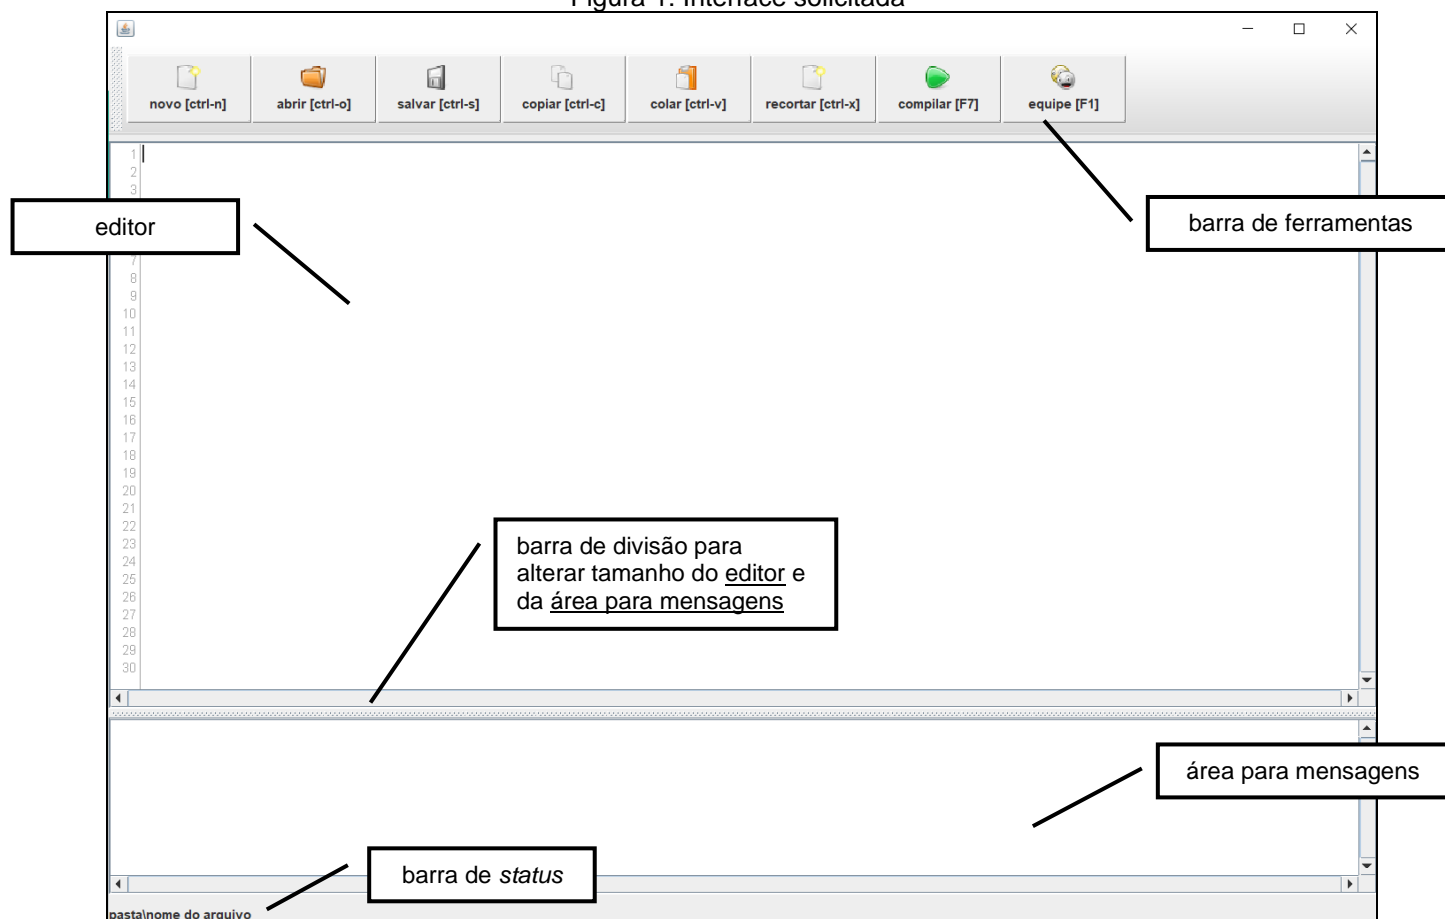 Figura 1: Interface solicitada
novo [ctrl-n] abrir [ctrl-o] salvar [ctrl-s] copiar [ctrl-c] colar [ctrl-v] recortar [ctrl-x] compilar [F7] equipe [F1]
1
2
3
editor
barra de ferramentas
7
8
9
10
11
12
13
14
15
16
17
18
19
20
21
22
23
24
25
26
27
28
29
30
barra de divisão para
alterar tamanho do editor e
da área para mensagens
área para mensagens
barra de status
pasta\nome do arquivo